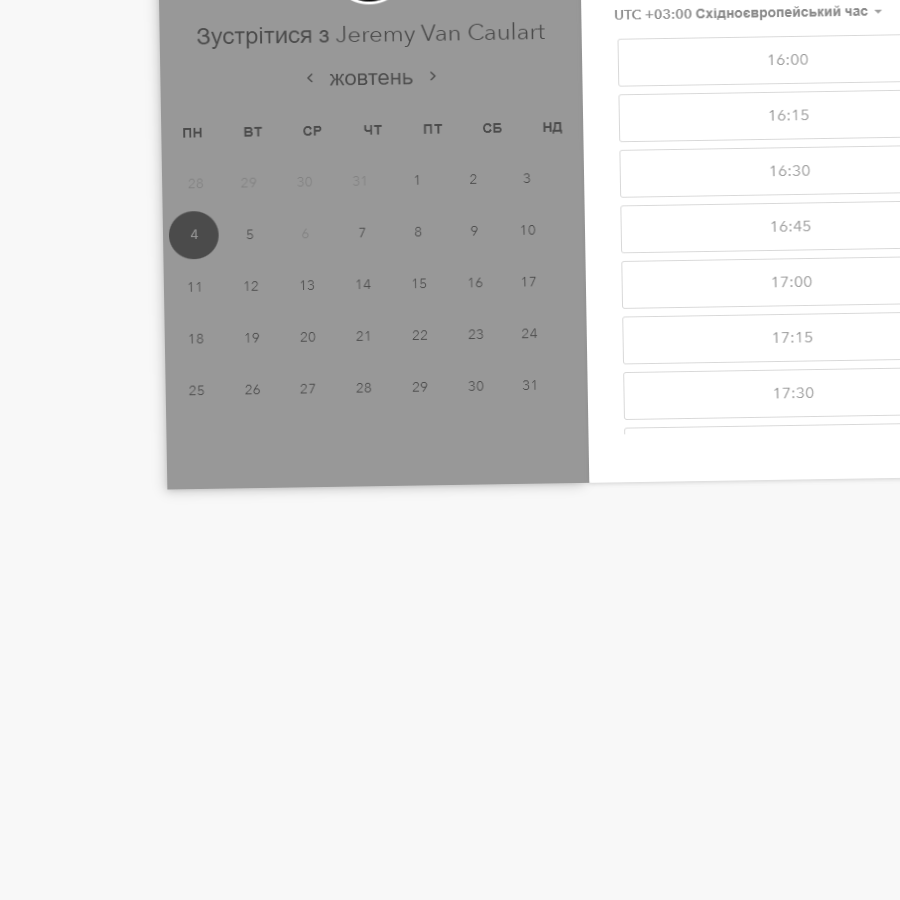 Зустрітися з Jeremy Van Caulart
жовтень
ПН ВТ СР ЧТ ПТ СБ НД
28 29 30 31 1 2 3
4 5 6 7 8 9 10
11 12 13 14 15 16 17
18 19 20 21 22 23 24
25 26 27 28 29 30 31
UTC +03:00 Східноєвропейський час
16:00
16:15
16:30
16:45
17:00
17:15
17:30